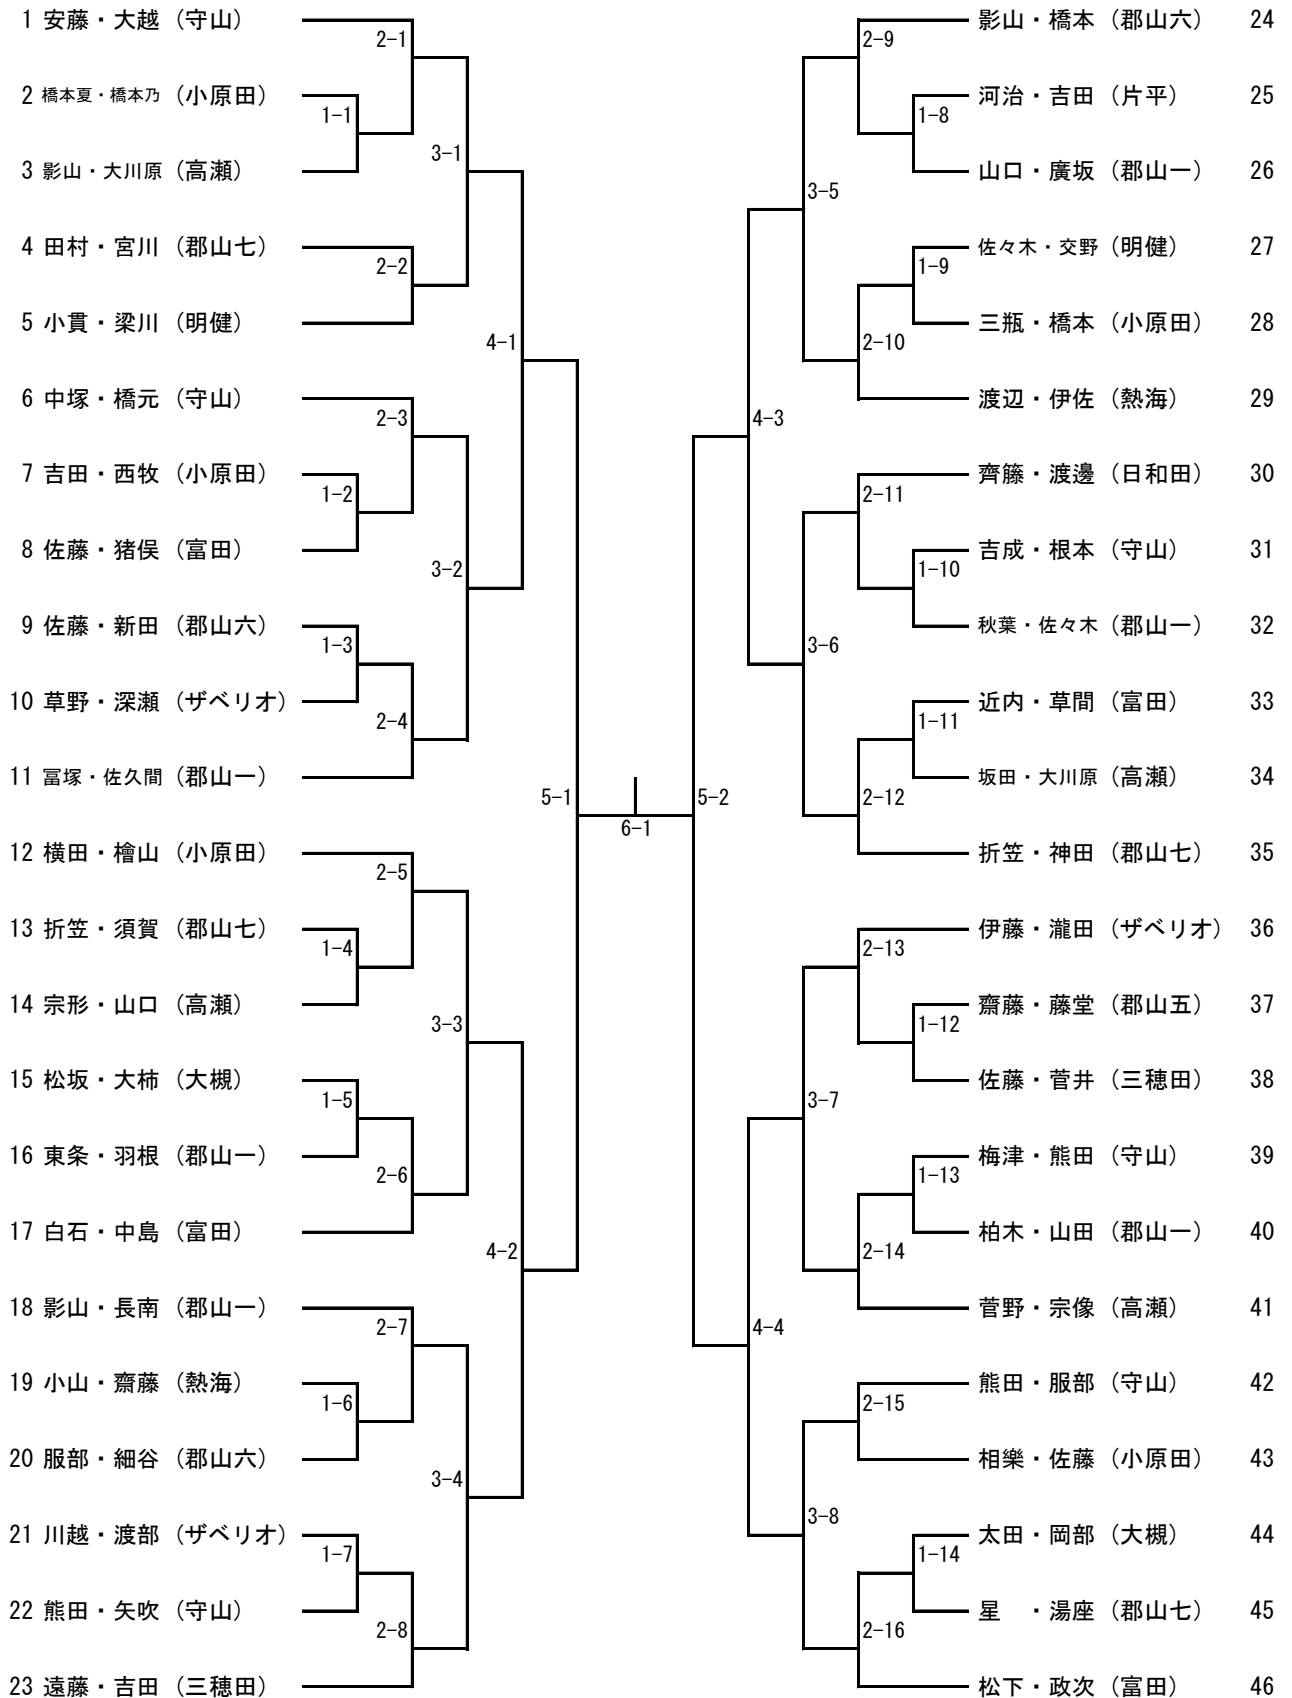 1 安藤・大越 (守山)
2-1
2 橋本夏・橋本乃 (小原田)
1-1
3 影山・大川原 (高瀬)
3-1
4 田村・宮川 (郡山七)
2-2
5 小貫・梁川 (明健)
4-1
6 中塚・橋元 (守山)
2-3
7 吉田・西牧 (小原田)
1-2
8 佐藤・猪俣 (富田)
3-2
9 佐藤・新田 (郡山六)
1-3
10 草野・深瀬 (ザベリオ)
2-4
11 冨塚・佐久間 (郡山一)
5-1
12 横田・檜山 (小原田)
2-5
13 折笠・須賀 (郡山七)
1-4
14 宗形・山口 (高瀬)
3-3
15 松坂・大柿 (大槻)
1-5
16 東条・羽根 (郡山一)
2-6
17 白石・中島 (富田)
4-2
18 影山・長南 (郡山一)
2-7
19 小山・齋藤 (熱海)
1-6
20 服部・細谷 (郡山六)
3-4
21 川越・渡部 (ザベリオ)
1-7
22 熊田・矢吹 (守山)
2-8
23 遠藤・吉田 (三穂田)
6-1
影山・橋本 (郡山六) 24
2-9
河治・吉田 (片平) 25
1-8
山口・廣坂 (郡山一) 26
3-5
佐々木・交野 (明健) 27
1-9
三瓶・橋本 (小原田) 28
2-10
渡辺・伊佐 (熱海) 29
4-3
齊籐・渡邊 (日和田) 30
2-11
吉成・根本 (守山) 31
1-10
秋葉・佐々木 (郡山一) 32
3-6
近内・草間 (富田) 33
1-11
坂田・大川原 (高瀬) 34
2-12
5-2
折笠・神田 (郡山七) 35
伊藤・瀧田 (ザベリオ) 36
2-13
齋藤・藤堂 (郡山五) 37
1-12
佐藤・菅井 (三穂田) 38
3-7
梅津・熊田 (守山) 39
1-13
柏木・山田 (郡山一) 40
2-14
菅野・宗像 (高瀬) 41
4-4
熊田・服部 (守山) 42
2-15
相樂・佐藤 (小原田) 43
3-8
太田・岡部 (大槻) 44
1-14
星　・湯座 (郡山七) 45
2-16
松下・政次 (富田) 46